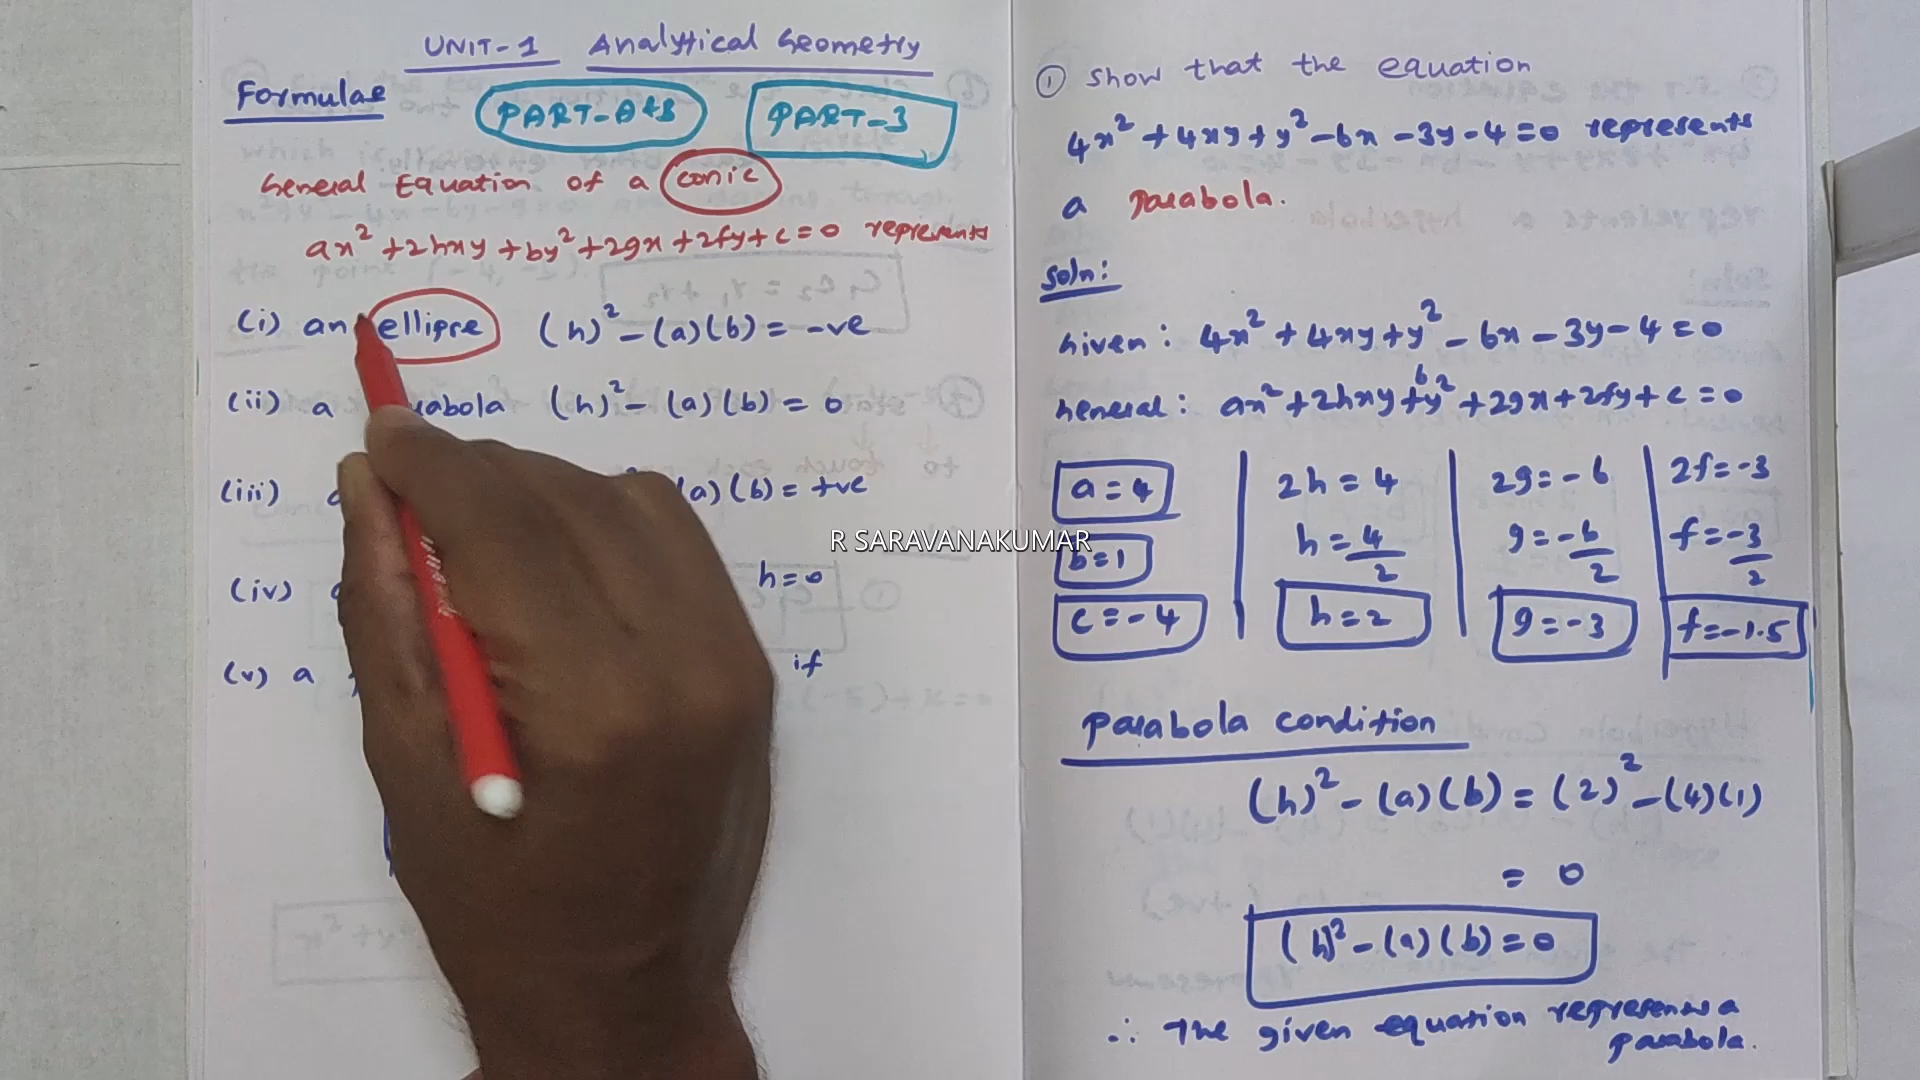 UNIT-1 Analytical Geometry
Formulae
PART-A&B
PART-3
General Equation of a conic
ax² + 2hxy + by² + 2gx + 2fy + c = 0 represents
(i) an ellipse (h)² - (a)(b) = -ve
(ii) a (h)² - (a)(b) = 0
(iii) (a)(b) = +ve
(iv) h = 0
(v) a if
① Show that the equation
4x² + 4xy + y² - 6x - 3y - 4 = 0 represents
a parabola.
Soln:
Given: 4x² + 4xy + y² - 6x - 3y - 4 = 0
General: ax² + 2hxy + by² + 2gx + 2fy + c = 0
a = 4
b = 1
c = -4
2h = 4
h = 4/2
h = 2
2g = -6
g = -6/2
g = -3
2f = -3
f = -3/2
f = -1.5
Parabola condition
(h)² - (a)(b) = (2)² - (4)(1)
= 0
(h)² - (a)(b) = 0
∴ The given equation represents a
parabola.
R SARAVANAKUMAR